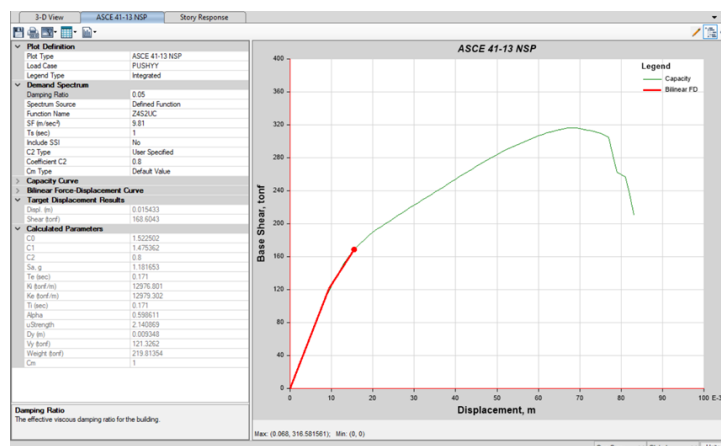 3-D View
ASCE 41-13 NSP
Story Response
Plot Definition
Plot Type ASCE 41-13 NSP
Load Case PUSHYY
Legend Type Integrated
Demand Spectrum
Damping Ratio 0.05
Spectrum Source Defined Function
Function Name Z4S2UC
SF (m/sec²) 9.81
Ts (sec) 1
Include SSI No
C2 Type User Specified
Coefficient C2 0.8
Cm Type Default Value
Capacity Curve
Bilinear Force-Displacement Curve
Target Displacement Results
Displ. (m) 0.015433
Shear (tonf) 168.6043
Calculated Parameters
C0 1.522502
C1 1.475362
C2 0.8
Sa, g 1.181653
Te (sec) 0.171
Ki (tonf/m) 12976.801
Ke (tonf/m) 12979.302
Ti (sec) 0.171
Alpha 0.598611
uStrength 2.140869
Dy (m) 0.009348
Vy (tonf) 121.3262
Weight (tonf) 219.81354
Cm 1
Damping Ratio
The effective viscous damping ratio for the building.
ASCE 41-13 NSP
Legend
Capacity
Bilinear FD
Base Shear, tonf
400
360
320
280
240
200
160
120
80
40
0
0 10 20 30 40 50 60 70 80 90 100 E-3
Displacement, m
Max: (0.068, 316.581561); Min: (0, 0)